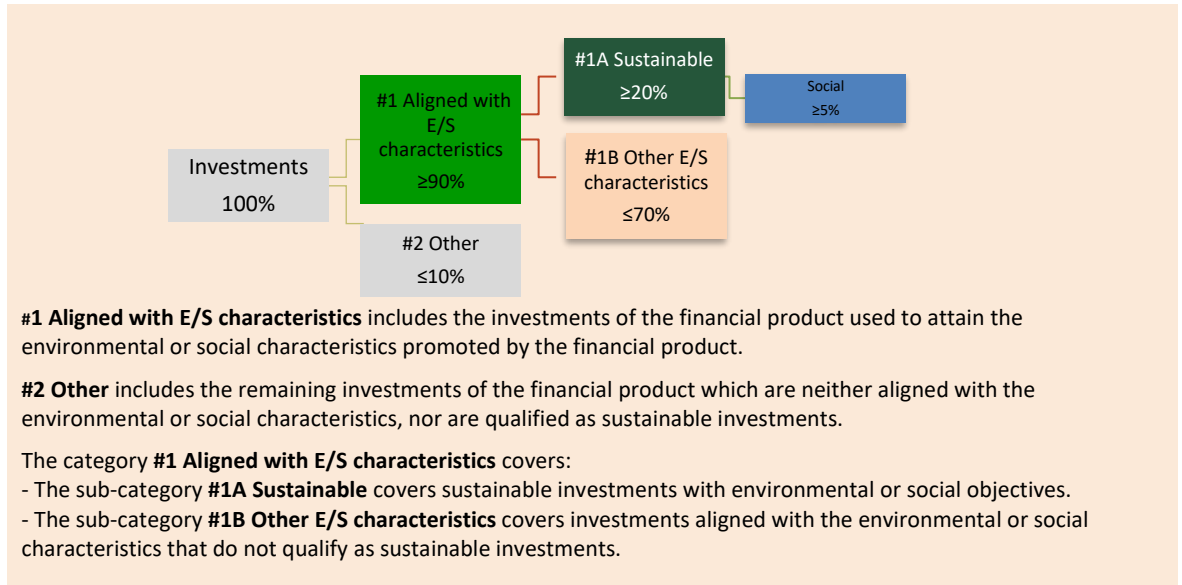 #1A Sustainable
≥20%
Social
≥5%
#1 Aligned with
E/S
characteristics
≥90%
#1B Other E/S
characteristics
≤70%
Investments
100%
#2 Other
≤10%
#1 Aligned with E/S characteristics includes the investments of the financial product used to attain the
environmental or social characteristics promoted by the financial product.
#2 Other includes the remaining investments of the financial product which are neither aligned with the
environmental or social characteristics, nor are qualified as sustainable investments.
The category #1 Aligned with E/S characteristics covers:
- The sub-category #1A Sustainable covers sustainable investments with environmental or social objectives.
- The sub-category #1B Other E/S characteristics covers investments aligned with the environmental or social
characteristics that do not qualify as sustainable investments.